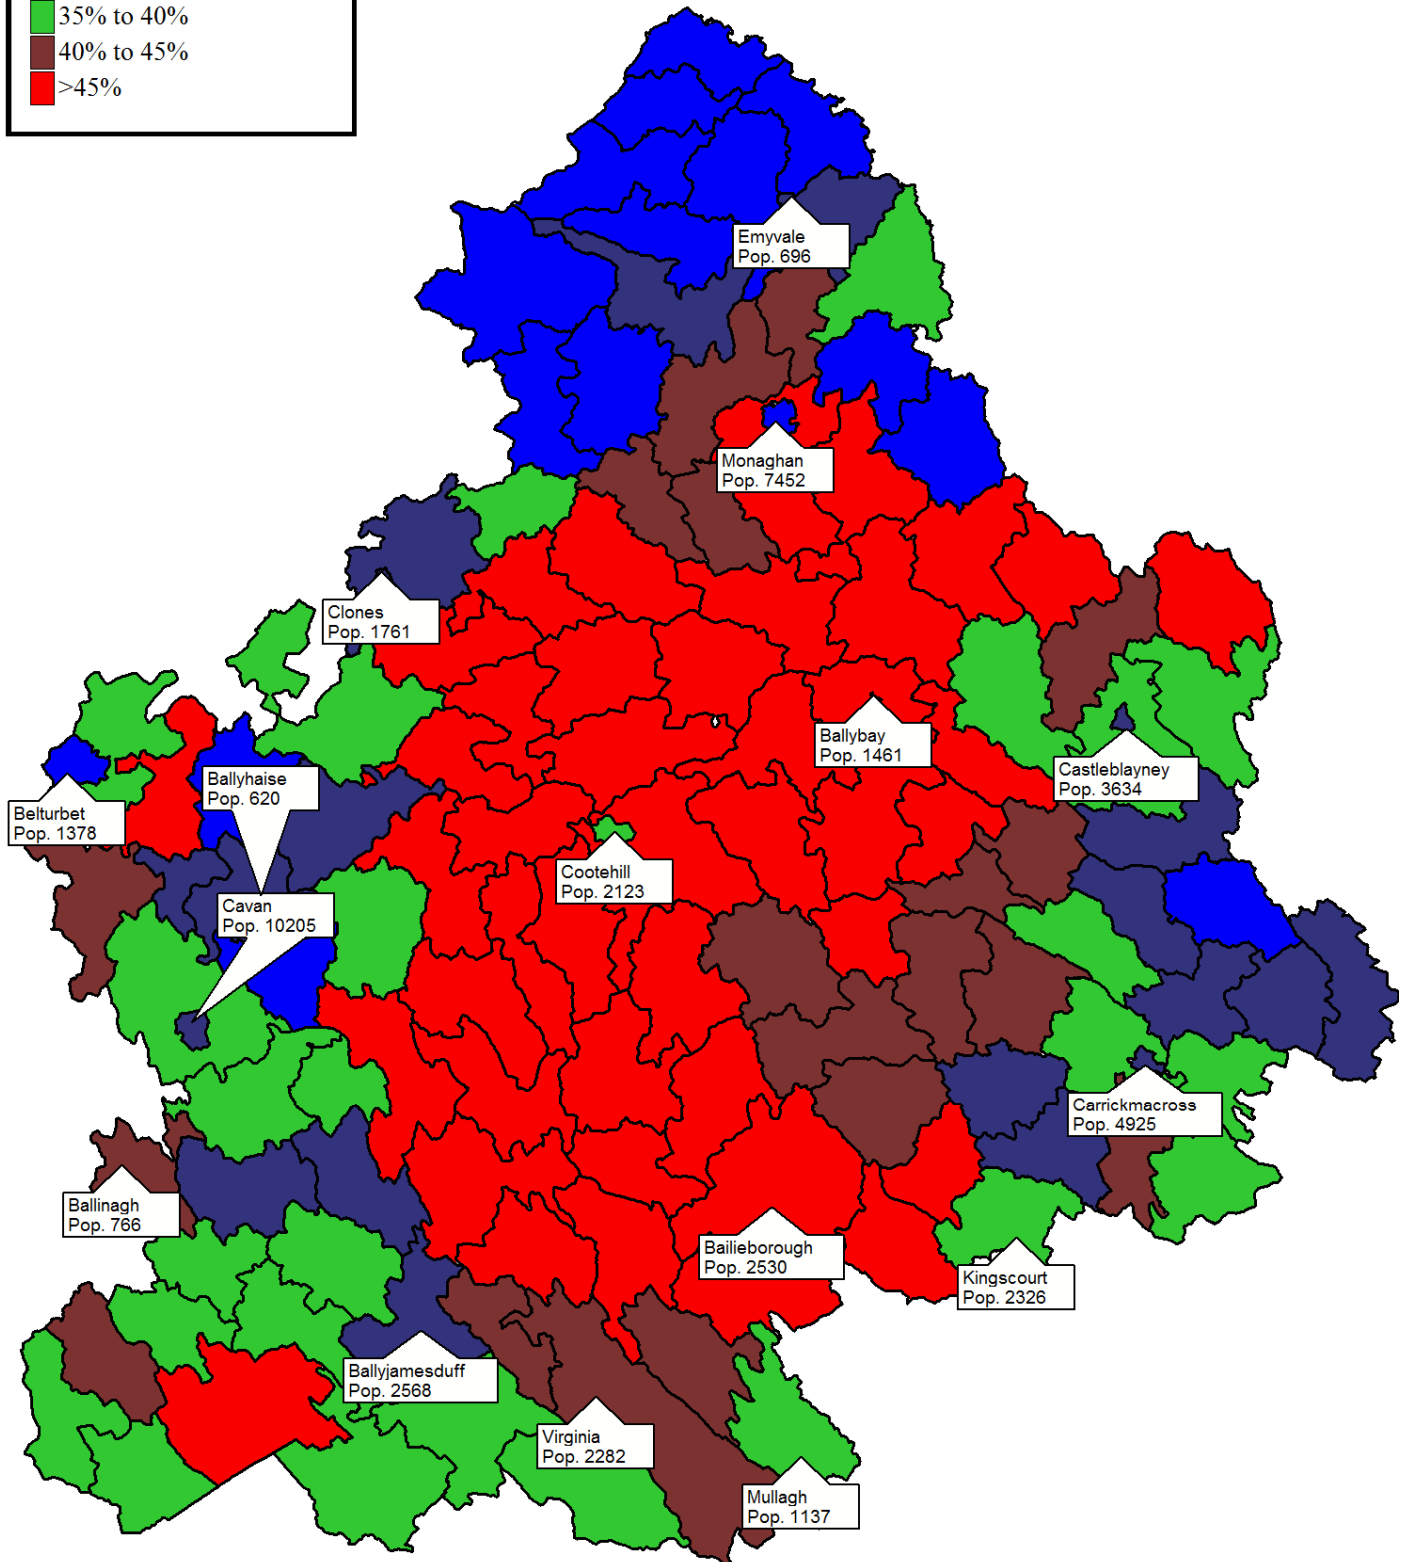 35% to 40%
40% to 45%
>45%
Emyvale
Pop. 696
Monaghan
Pop. 7452
Clones
Pop. 1761
Ballybay
Pop. 1461
Castleblayney
Pop. 3634
Ballyhaise
Pop. 620
Belturbet
Pop. 1378
Cootehill
Pop. 2123
Cavan
Pop. 10205
Carrickmacross
Pop. 4925
Ballinagh
Pop. 766
Bailieborough
Pop. 2530
Kingscourt
Pop. 2326
Ballyjamesduff
Pop. 2568
Virginia
Pop. 2282
Mullagh
Pop. 1137